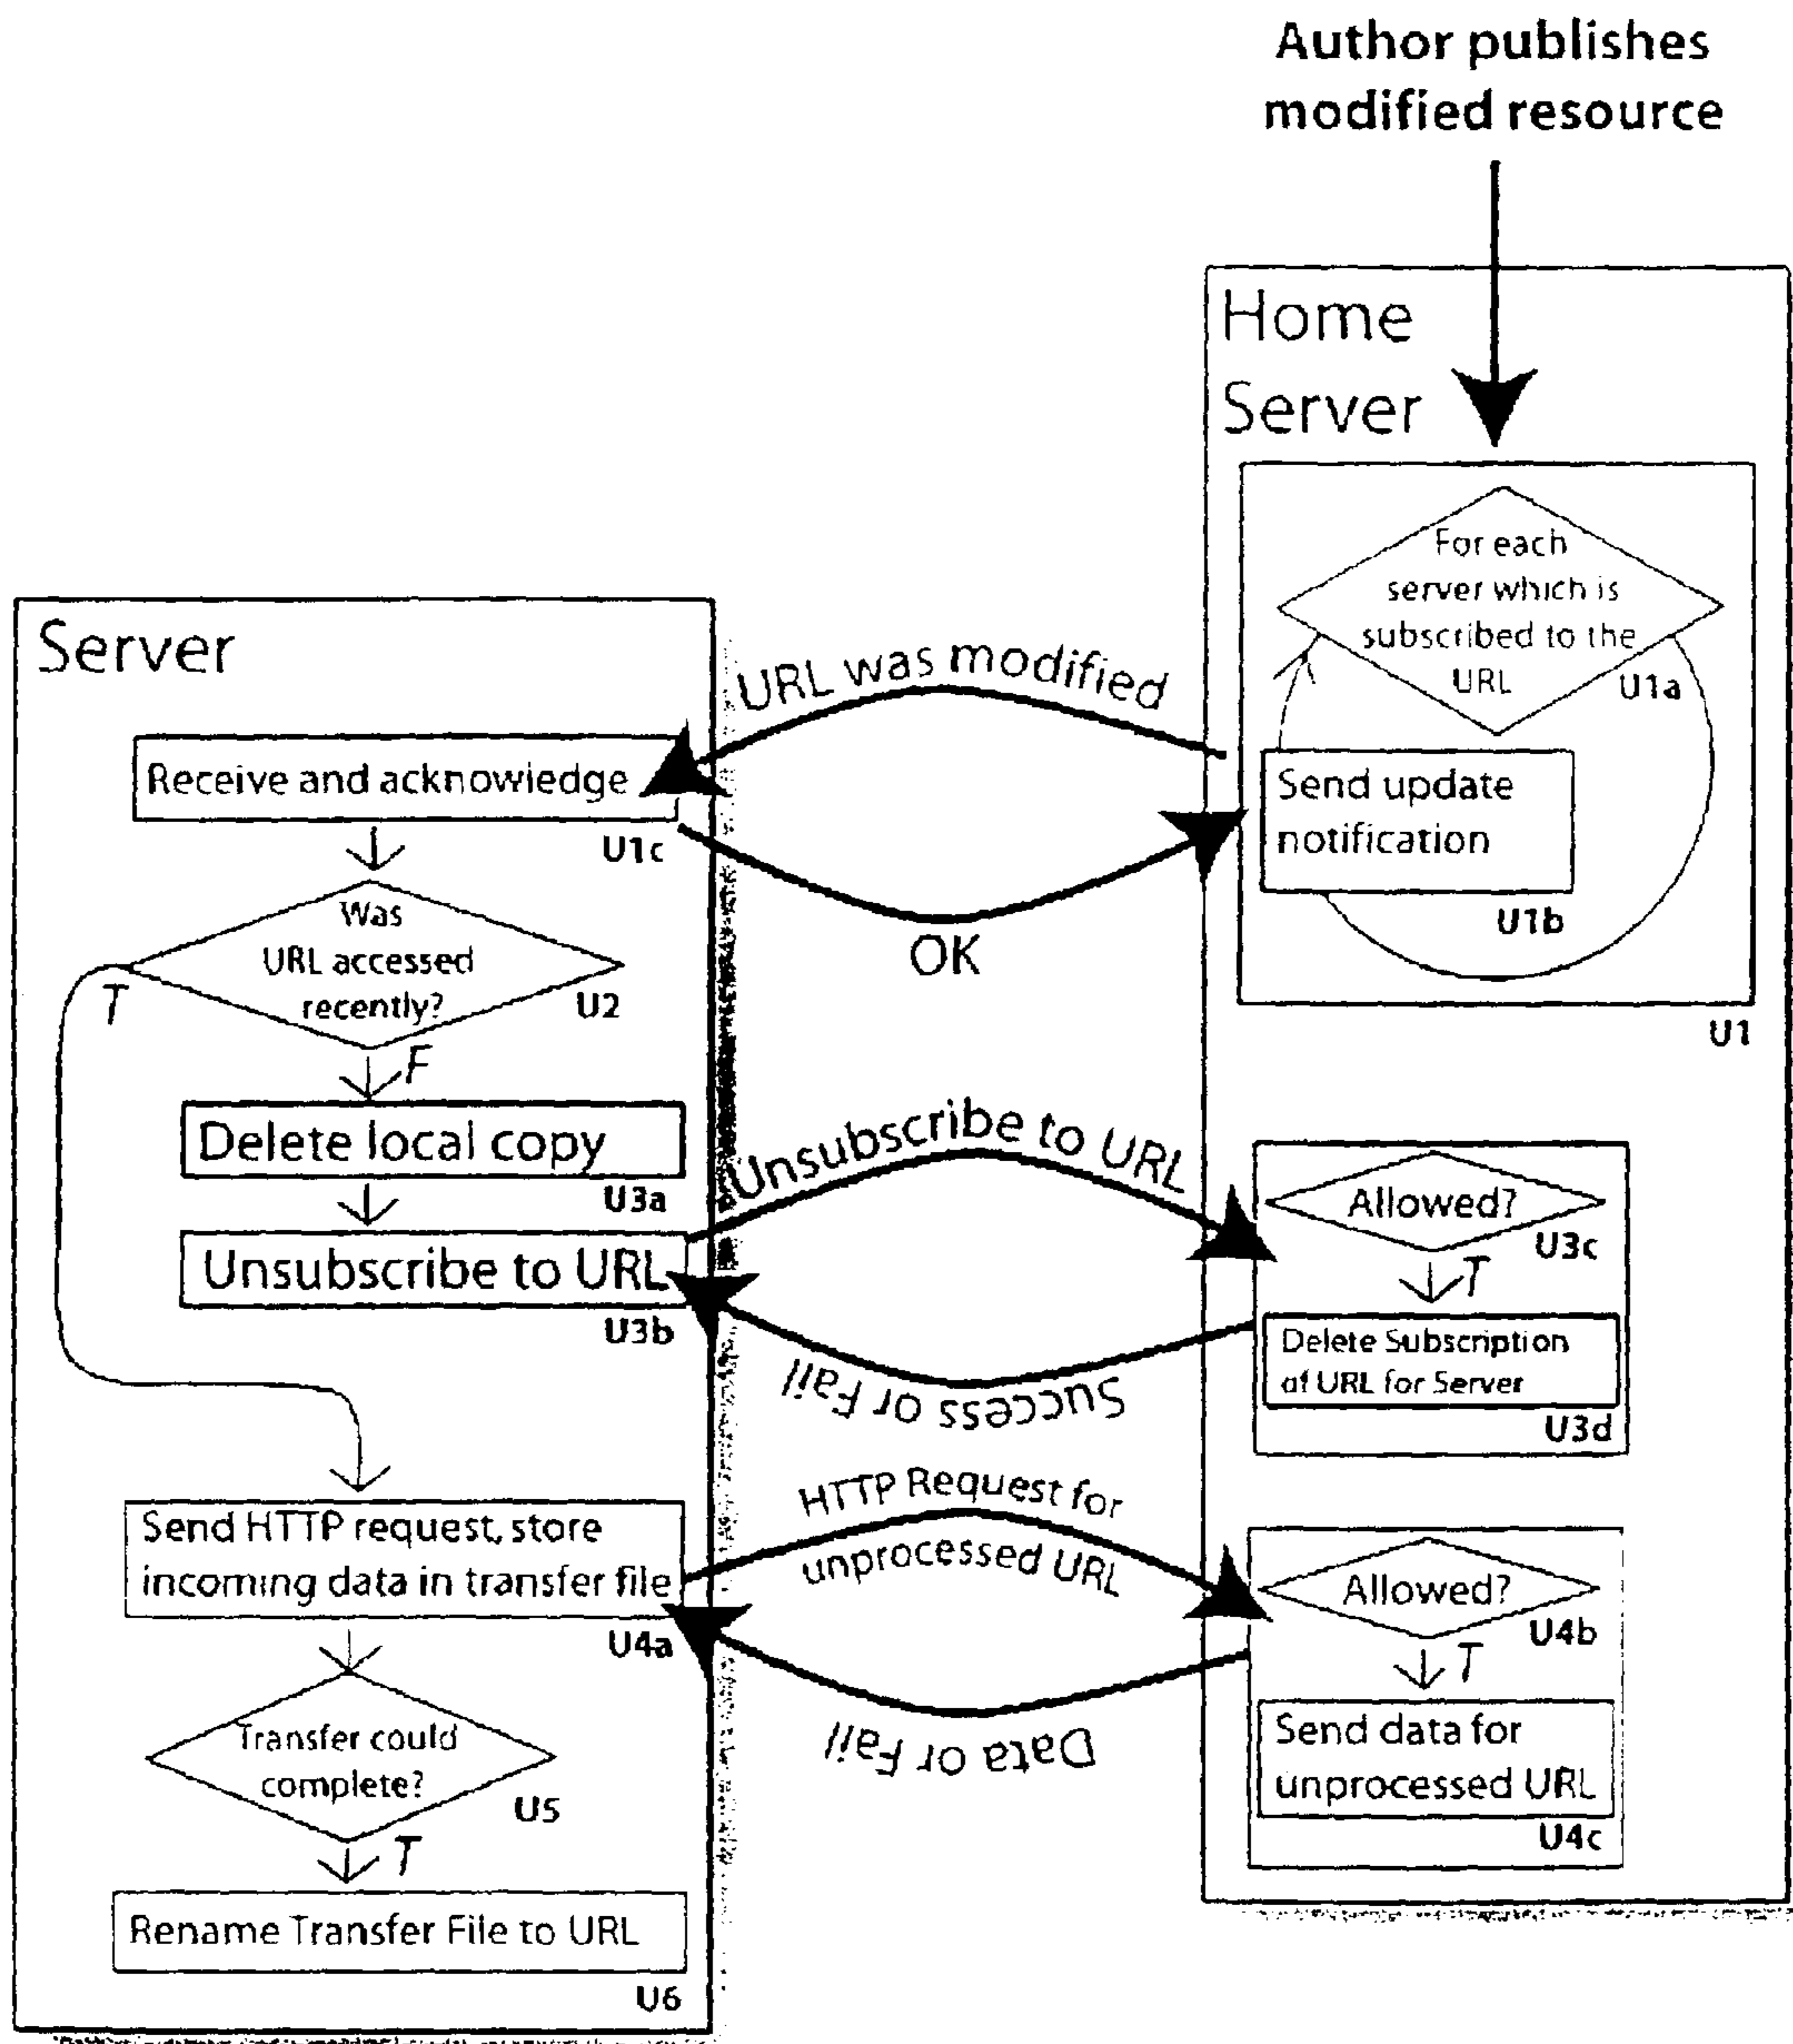 Author publishes
modified resource
Home
Server
For each
server which is
subscribed to the
URL
U1a
Send update
notification
U1b
U1
Server
URL was modified
Receive and acknowledge
U1c
OK
Was
URL accessed
recently?
U2
T
F
Delete local copy
U3a
Unsubscribe to URL
Unsubscribe to URL
U3b
Allowed?
U3c
T
Delete Subscription
of URL for Server
U3d
Success or Fail
HTTP Request for
unprocessed URL
Send HTTP request, store
incoming data in transfer file
U4a
Allowed?
U4b
T
Send data for
unprocessed URL
U4c
Data or Fail
Transfer could
complete?
U5
T
Rename Transfer File to URL
U6